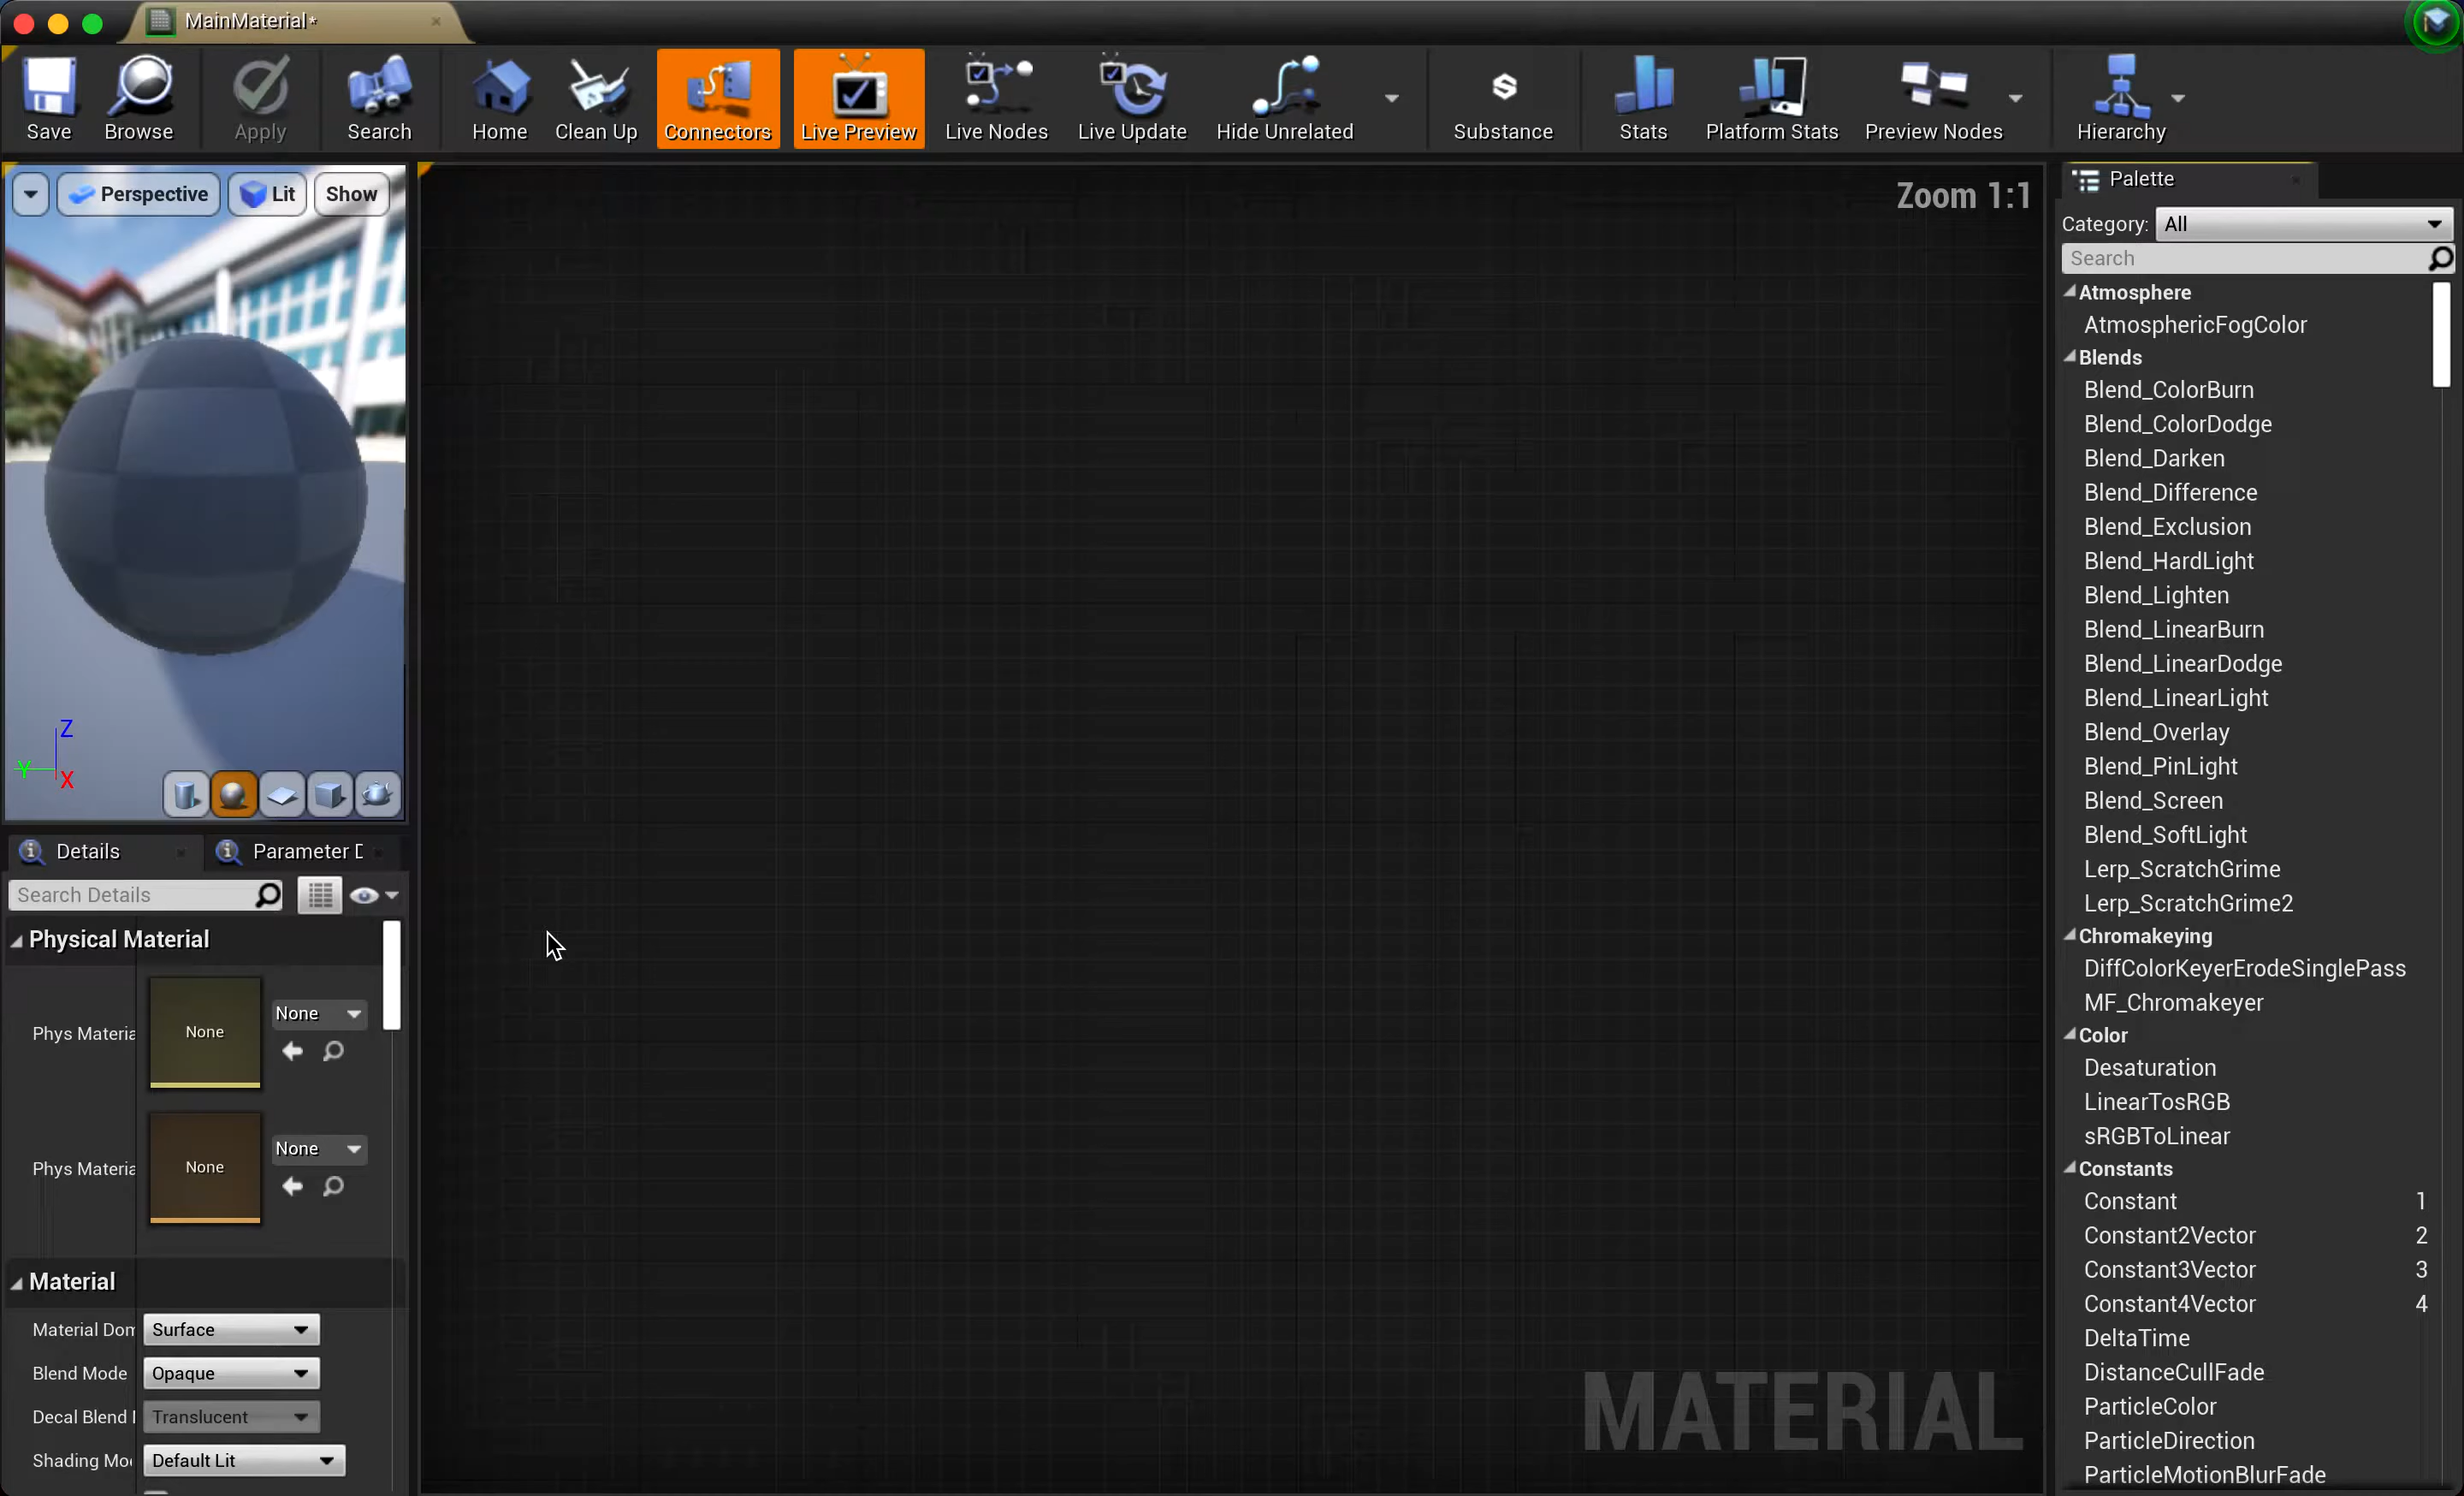 MainMaterial*
Save
Browse
Apply
Search
Home
Clean Up
Connectors
Live Preview
Live Nodes
Live Update
Hide Unrelated
Substance
Stats
Platform Stats
Preview Nodes
Hierarchy
Perspective
Lit
Show
Z
Y
X
Zoom 1:1
MATERIAL
Details
Parameter D
Search Details
Physical Material
Phys Materia
None
None
Phys Materia
None
None
Material
Material Dom
Surface
Blend Mode
Opaque
Decal Blend M
Translucent
Shading Mod
Default Lit
Palette
Category:
All
Search
Atmosphere
AtmosphericFogColor
Blends
Blend_ColorBurn
Blend_ColorDodge
Blend_Darken
Blend_Difference
Blend_Exclusion
Blend_HardLight
Blend_Lighten
Blend_LinearBurn
Blend_LinearDodge
Blend_LinearLight
Blend_Overlay
Blend_PinLight
Blend_Screen
Blend_SoftLight
Lerp_ScratchGrime
Lerp_ScratchGrime2
Chromakeying
DiffColorKeyerErodeSinglePass
MF_Chromakeyer
Color
Desaturation
LinearTosRGB
sRGBToLinear
Constants
Constant 1
Constant2Vector 2
Constant3Vector 3
Constant4Vector 4
DeltaTime
DistanceCullFade
ParticleColor
ParticleDirection
ParticleMotionBlurFade